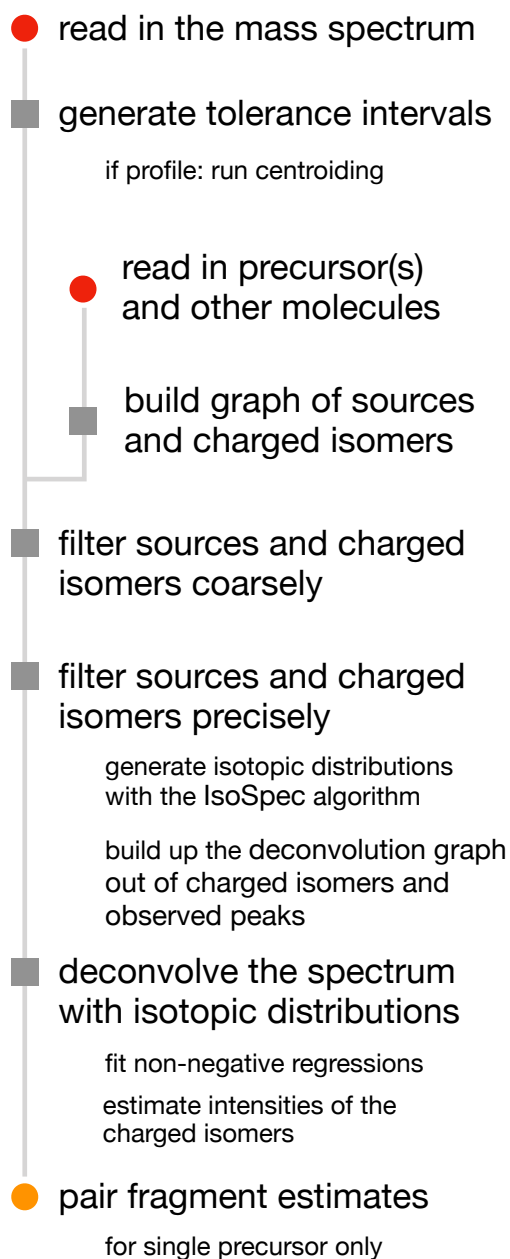 read in the mass spectrum
generate tolerance intervals
if profile: run centroiding
read in precursor(s)
and other molecules
build graph of sources
and charged isomers
filter sources and charged
isomers coarsely
filter sources and charged
isomers precisely
generate isotopic distributions
with the IsoSpec algorithm
build up the deconvolution graph
out of charged isomers and
observed peaks
deconvolve the spectrum
with isotopic distributions
fit non-negative regressions
estimate intensities of the
charged isomers
pair fragment estimates
for single precursor only